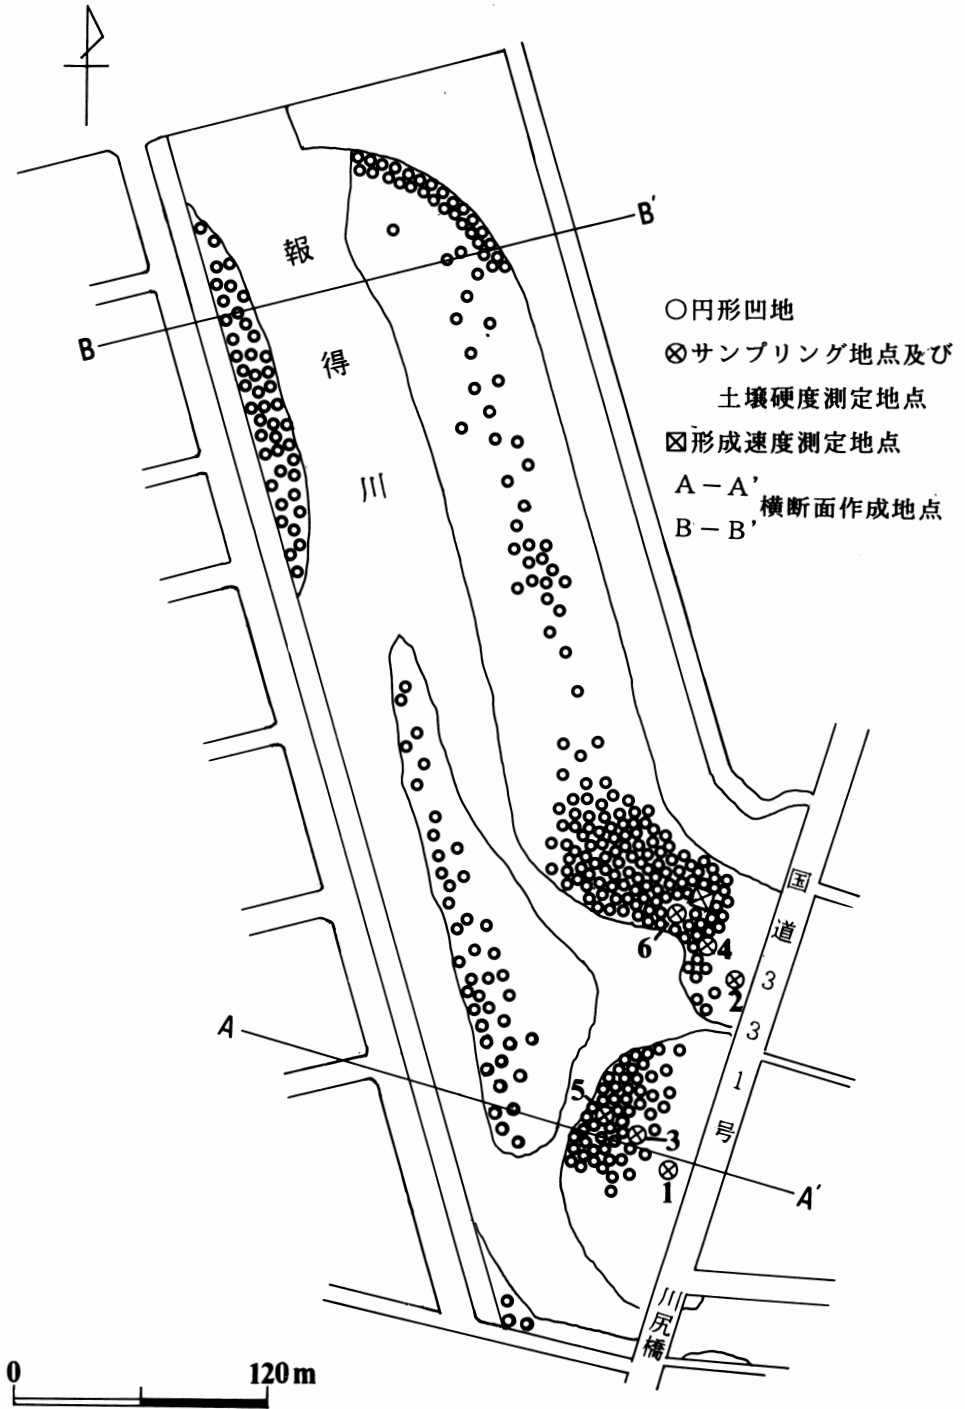 B'
報
得
川
B
○円形凹地
⊗サンプリング地点及び
土壌硬度測定地点
⊠形成速度測定地点
A－A'
B－B'
横断面作成地点
国道331号
6
4
2
A
5
3
1
A'
川尻橋
0
120m